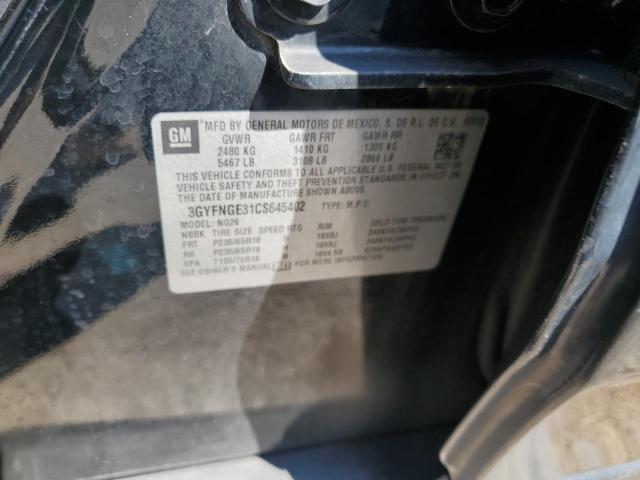 GM
MFD BY GENERAL MOTORS DE MEXICO, S. DE R.L. DE C.V.
GVWR GAWR FRT GAWR RR
2480 KG 1410 KG 1300 KG
5467 LB 3108 LB 2866 LB
THIS VEHICLE CONFORMS TO ALL APPLICABLE U.S. FEDERAL MOTOR
VEHICLE SAFETY AND THEFT PREVENTION STANDARDS IN EFFECT ON
THE DATE OF MANUFACTURE SHOWN ABOVE.
3GYFNGE31CS645402 TYPE: M.P.V.
MODEL: NG26
TIRE SIZE SPEED RTG RIM COLD TIRE PRESSURE
FRT P235/65R18 H 18X8J
RR P235/65R18 H 18X8J
SPA T135/70R18
SEE OWNER'S MANUAL